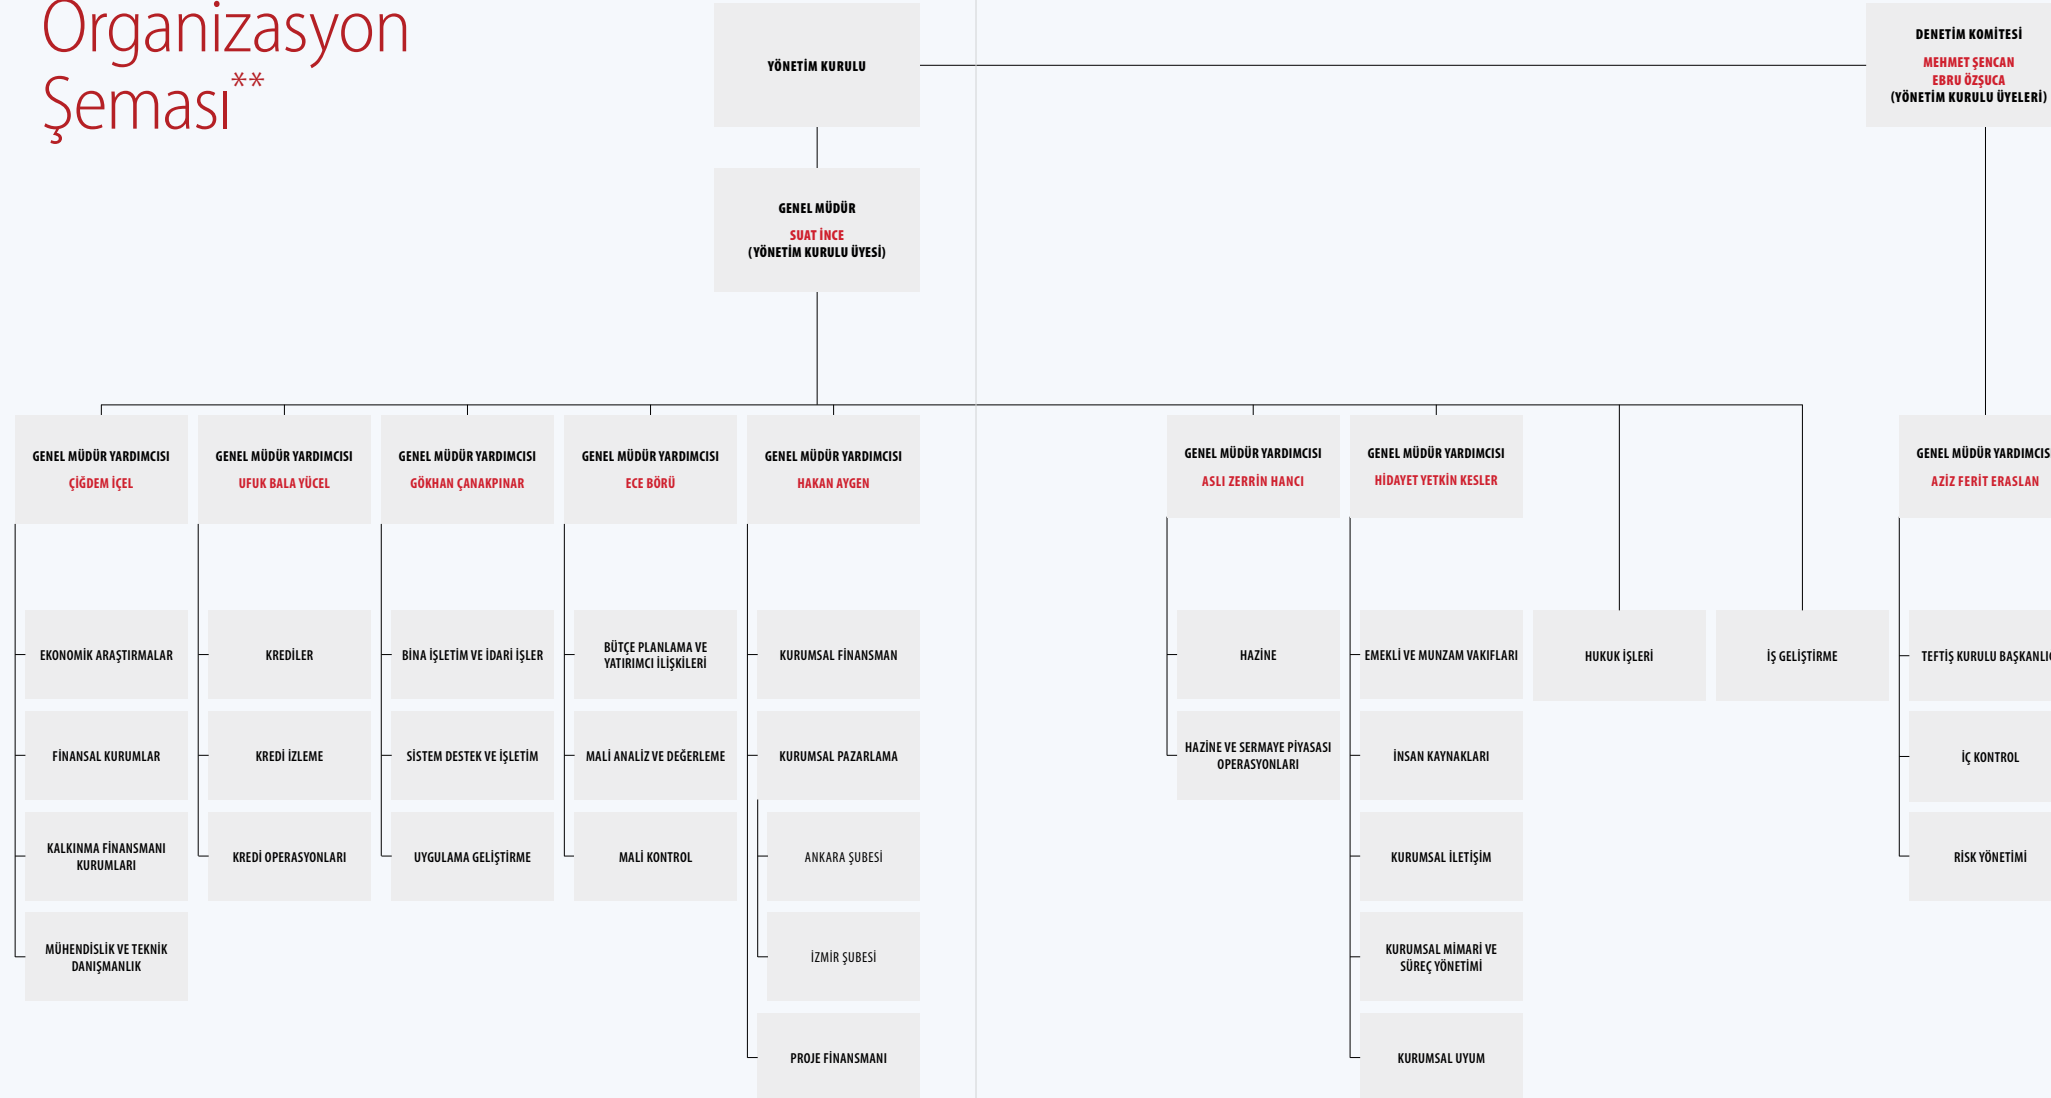 Organizasyon
Şeması**
YÖNETİM KURULU
DENETİM KOMİTESİ
MEHMET ŞENCAN
EBRU ÖZŞUCA
(YÖNETİM KURULU ÜYELERİ)
GENEL MÜDÜR
SUAT İNCE
(YÖNETİM KURULU ÜYESİ)
GENEL MÜDÜR YARDIMCISI
ÇİĞDEM İÇEL
GENEL MÜDÜR YARDIMCISI
UFUK BALA YÜCEL
GENEL MÜDÜR YARDIMCISI
GÖKHAN ÇANAKPINAR
GENEL MÜDÜR YARDIMCISI
ECE BÖRÜ
GENEL MÜDÜR YARDIMCISI
HAKAN AYGEN
GENEL MÜDÜR YARDIMCISI
ASLI ZERRİN HANCI
GENEL MÜDÜR YARDIMCISI
HİDAYET YETKİN KESLER
GENEL MÜDÜR
AZİZ FERİT ERASLAN
EKONOMİK ARAŞTIRMALAR
FİNANSAL KURUMLAR
KALKINMA FİNANSMANI
KURUMLARI
MÜHENDİSLİK VE TEKNİK
DANIŞMANLIK
KREDİLER
KREDİ İZLEME
KREDİ OPERASYONLARI
BİNA İŞLETİM VE İDARİ İŞLER
SİSTEM DESTEK VE İŞLETİM
UYGULAMA GELİŞTİRME
BÜTÇE PLANLAMA VE
YATIRIMCI İLİŞKİLERİ
MALİ ANALİZ VE DEĞERLEME
MALİ KONTROL
KURUMSAL FİNANSMAN
KURUMSAL PAZARLAMA
ANKARA ŞUBESİ
İZMİR ŞUBESİ
PROJE FİNANSMANI
HAZİNE
HAZİNE VE SERMAYE PİYASASI
OPERASYONLARI
EMEKLİ VE MUNZAM VAKIFLARI
İNSAN KAYNAKLARI
KURUMSAL İLETİŞİM
KURUMSAL MİMARİ VE
SÜREÇ YÖNETİMİ
KURUMSAL UYUM
HUKUK İŞLERİ
İŞ GELİŞTİRME
TEFTİŞ KURULU
İÇ KONTROL
RİSK YÖNETİMİ